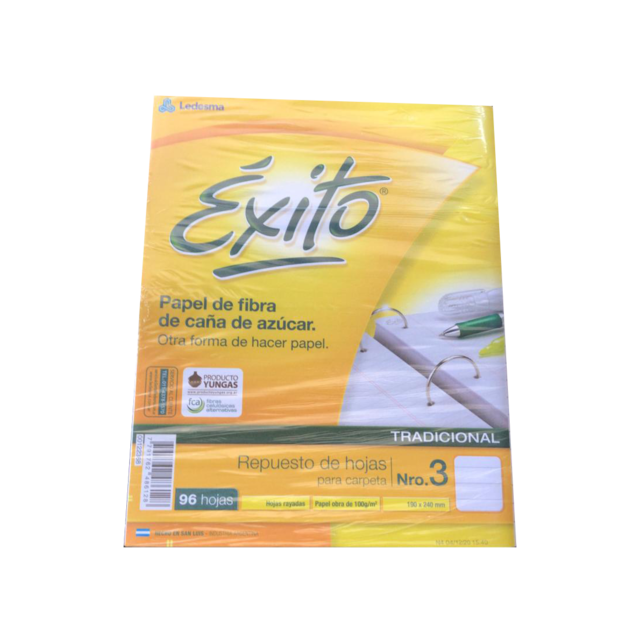 Ledesma
Éxito®
Papel de fibra
de caña de azúcar.
Otra forma de hacer papel.
PRODUCTO
YUNGAS
fca
TRADICIONAL
Repuesto de hojas
para carpeta
Nro.3
96 hojas
Hojas rayadas
Papel obra de 100g/m²
190 x 240 mm